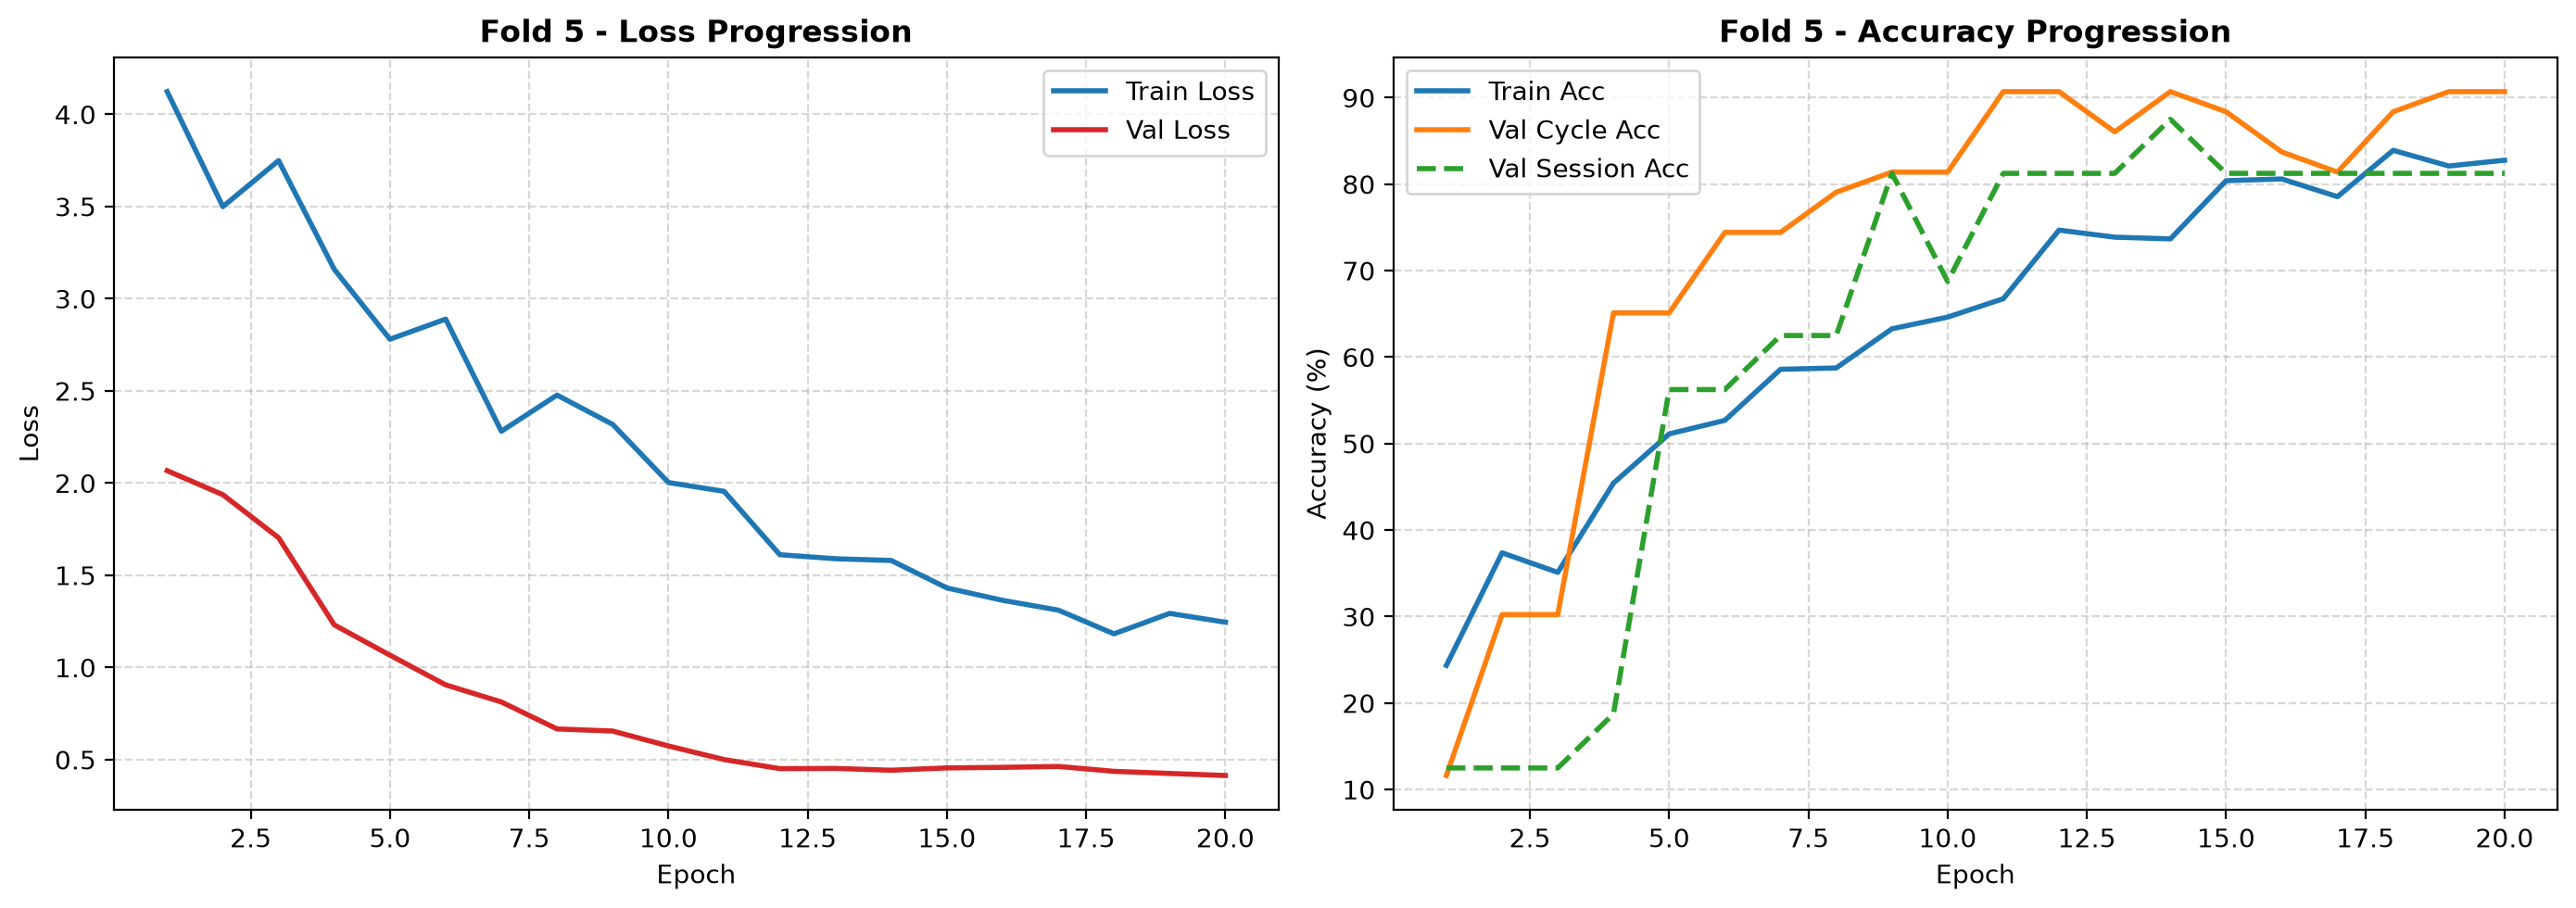 Fold 5 - Loss Progression
Train Loss
Val Loss
4.0
3.5
3.0
2.5
2.0
1.5
1.0
0.5
Loss
2.5 5.0 7.5 10.0 12.5 15.0 17.5 20.0
Epoch
Fold 5 - Accuracy Progression
Train Acc
Val Cycle Acc
Val Session Acc
90
80
70
60
50
40
30
20
10
Accuracy (%)
2.5 5.0 7.5 10.0 12.5 15.0 17.5 20.0
Epoch